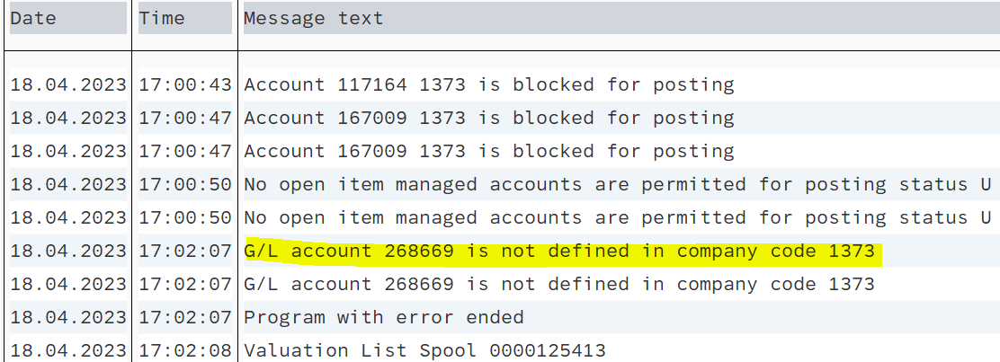 Date Time Message text
18.04.2023 17:00:43 Account 117164 1373 is blocked for posting
18.04.2023 17:00:47 Account 167009 1373 is blocked for posting
18.04.2023 17:00:47 Account 167009 1373 is blocked for posting
18.04.2023 17:00:50 No open item managed accounts are permitted for posting status U
18.04.2023 17:00:50 No open item managed accounts are permitted for posting status U
18.04.2023 17:02:07 G/L account 268669 is not defined in company code 1373
18.04.2023 17:02:07 G/L account 268669 is not defined in company code 1373
18.04.2023 17:02:07 Program with error ended
18.04.2023 17:02:08 Valuation List Spool 0000125413